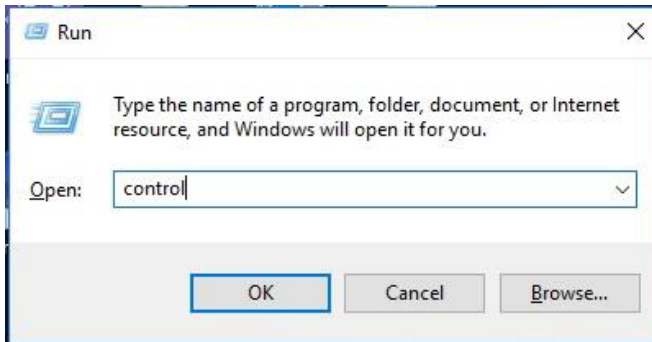 Run
Type the name of a program, folder, document, or Internet
resource, and Windows will open it for you.
Open: control
OK Cancel Browse...